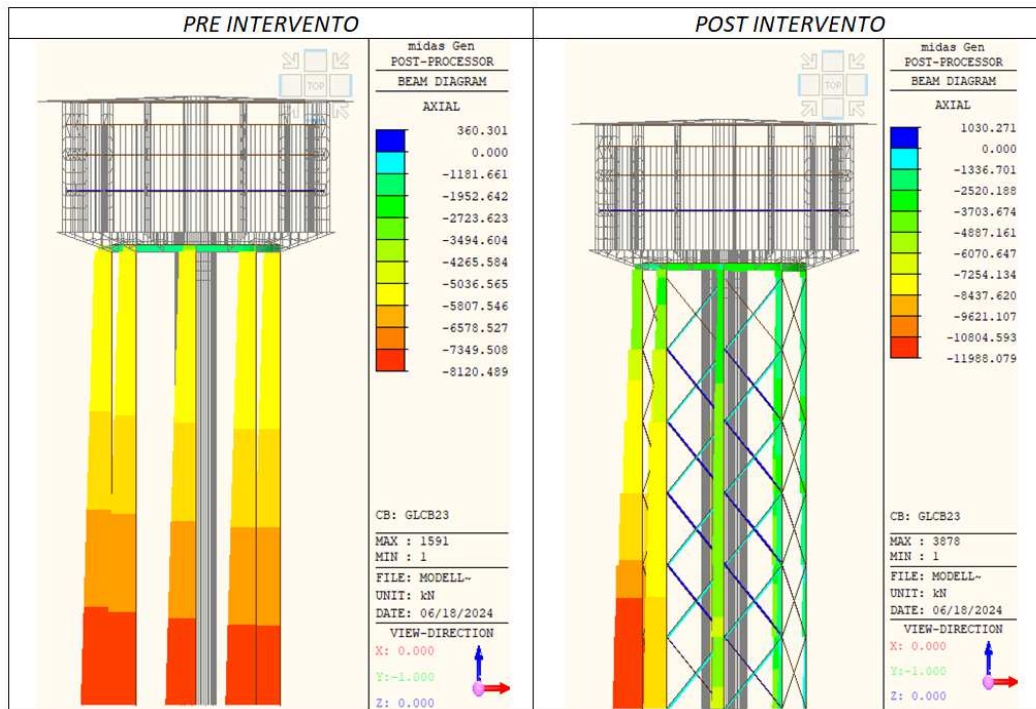 PRE INTERVENTO
POST INTERVENTO
TOP
midas Gen
POST-PROCESSOR
BEAM DIAGRAM
AXIAL
360.301
0.000
-1181.661
-1952.642
-2723.623
-3494.604
-4265.584
-5036.565
-5807.546
-6578.527
-7349.508
-8120.489
CB: GLCB23
MAX : 1591
MIN : 1
FILE: MODELL~
UNIT: kN
DATE: 06/18/2024
VIEW-DIRECTION
X: 0.000
Y:-1.000
Z: 0.000
TOP
midas Gen
POST-PROCESSOR
BEAM DIAGRAM
AXIAL
1030.271
0.000
-1336.701
-2520.188
-3703.674
-4887.161
-6070.647
-7254.134
-8437.620
-9621.107
-10804.593
-11988.079
CB: GLCB23
MAX : 3878
MIN : 1
FILE: MODELL~
UNIT: kN
DATE: 06/18/2024
VIEW-DIRECTION
X: 0.000
Y:-1.000
Z: 0.000